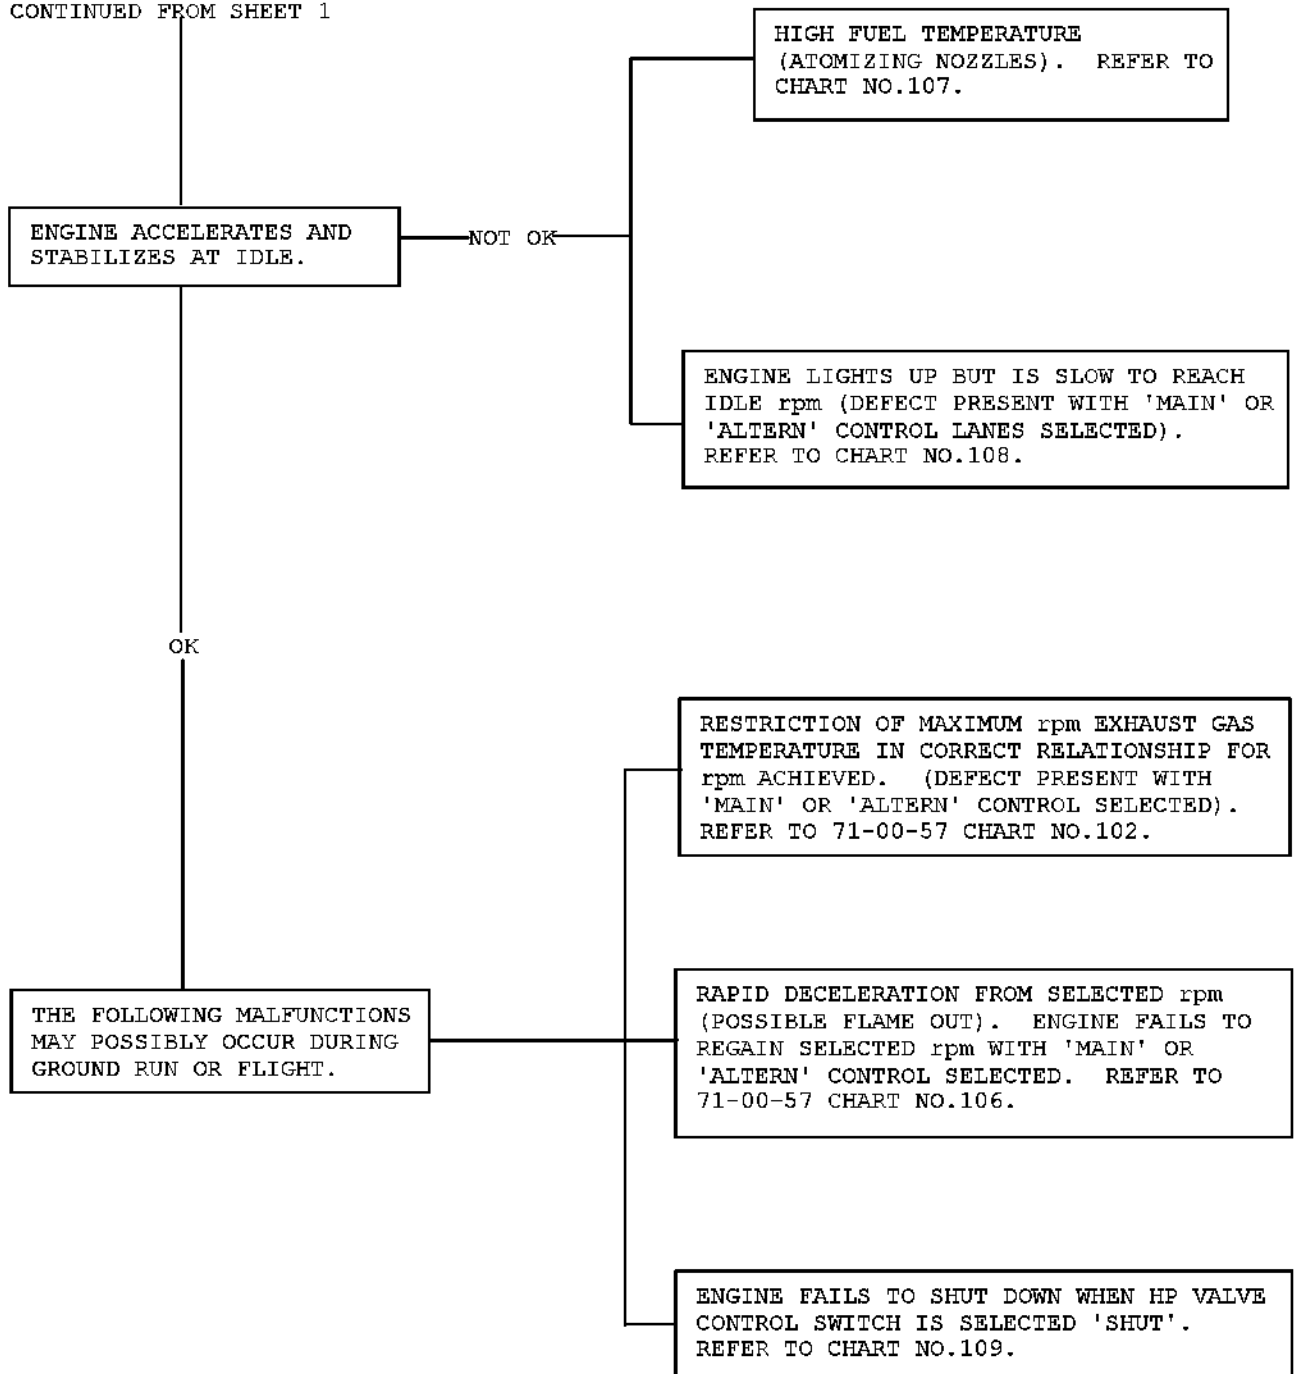 CONTINUED FROM SHEET 1
HIGH FUEL TEMPERATURE
(ATOMIZING NOZZLES).  REFER TO
CHART NO.107.
ENGINE ACCELERATES AND
STABILIZES AT IDLE.
NOT OK
ENGINE LIGHTS UP BUT IS SLOW TO REACH
IDLE rpm (DEFECT PRESENT WITH 'MAIN' OR
'ALTERN' CONTROL LANES SELECTED).
REFER TO CHART NO.108.
OK
RESTRICTION OF MAXIMUM rpm EXHAUST GAS
TEMPERATURE IN CORRECT RELATIONSHIP FOR
rpm ACHIEVED.  (DEFECT PRESENT WITH
'MAIN' OR 'ALTERN' CONTROL SELECTED).
REFER TO 71-00-57 CHART NO.102.
THE FOLLOWING MALFUNCTIONS
MAY POSSIBLY OCCUR DURING
GROUND RUN OR FLIGHT.
RAPID DECELERATION FROM SELECTED rpm
(POSSIBLE FLAME OUT).  ENGINE FAILS TO
REGAIN SELECTED rpm WITH 'MAIN' OR
'ALTERN' CONTROL SELECTED.  REFER TO
71-00-57 CHART NO.106.
ENGINE FAILS TO SHUT DOWN WHEN HP VALVE
CONTROL SWITCH IS SELECTED 'SHUT'.
REFER TO CHART NO.109.